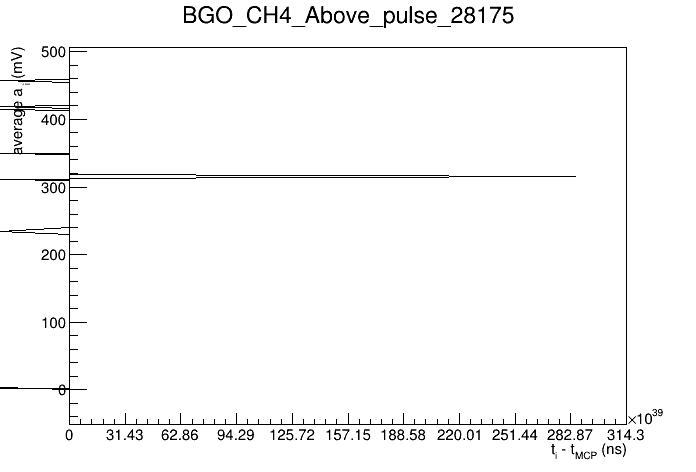 BGO_CH4_Above_pulse_28175
average a_i (mV)
500
400
300
200
100
0
0 31.43 62.86 94.29 125.72 157.15 188.58 220.01 251.44 282.87 314.3
×10^39
t_i - t_MCP (ns)